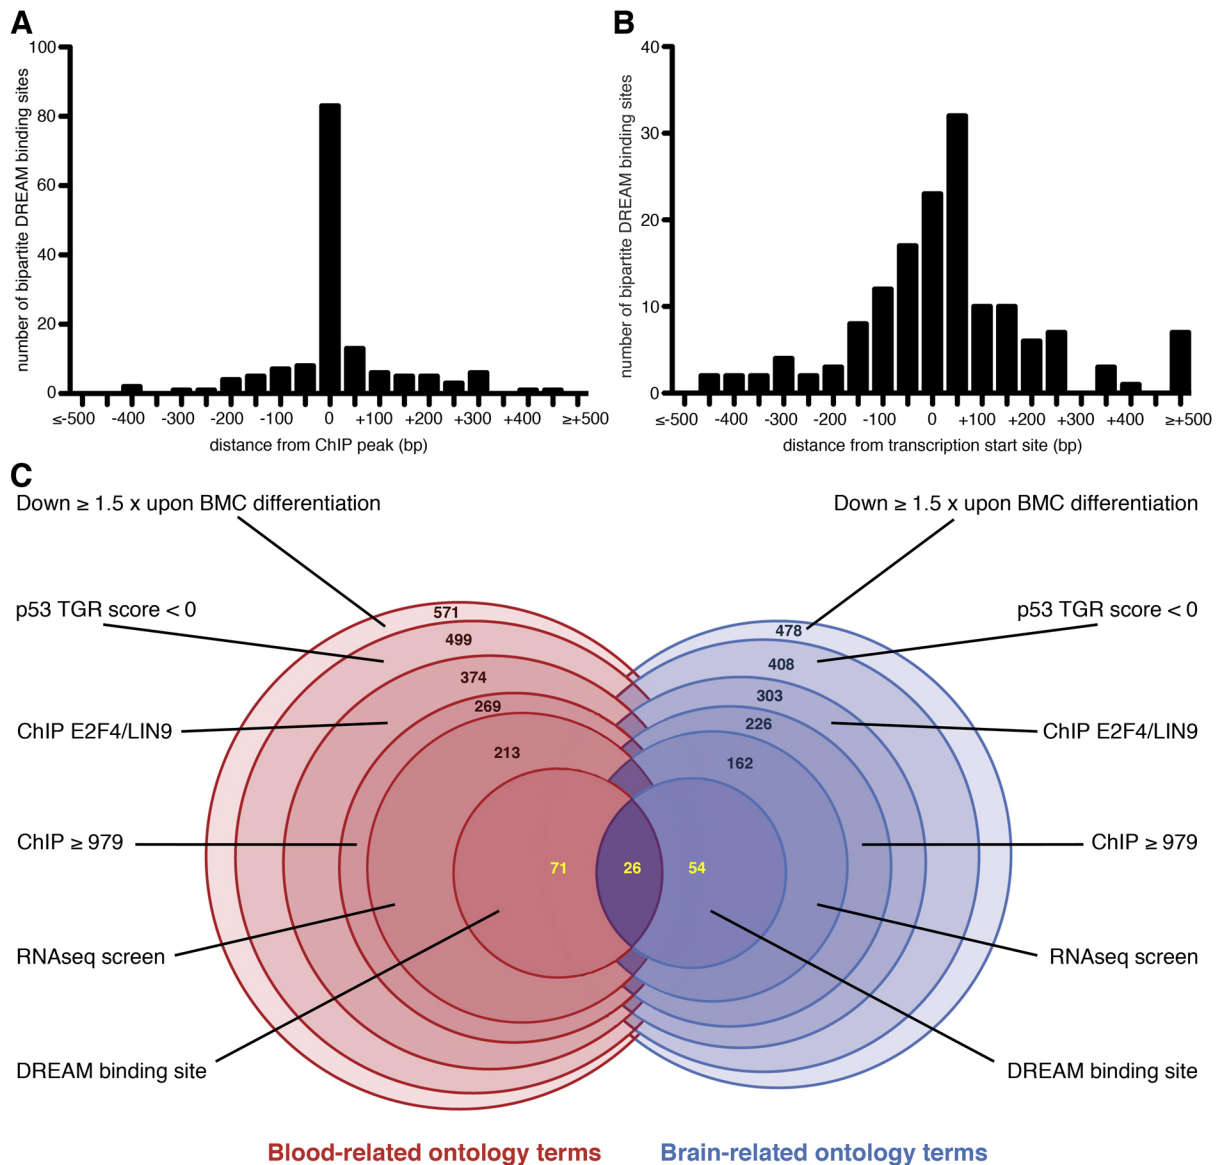 A
number of bipartite DREAM binding sites
100
80
60
40
20
0
≤-500 -400 -300 -200 -100 0 +100 +200 +300 +400 ≥+500
distance from ChIP peak (bp)
B
number of bipartite DREAM binding sites
40
30
20
10
0
≤-500 -400 -300 -200 -100 0 +100 +200 +300 +400 ≥+500
distance from transcription start site (bp)
C
Down ≥ 1.5 x upon BMC differentiation
p53 TGR score < 0
ChIP E2F4/LIN9
ChIP ≥ 979
RNAseq screen
DREAM binding site
571
499
374
269
213
71
26
54
478
408
303
226
162
Down ≥ 1.5 x upon BMC differentiation
p53 TGR score < 0
ChIP E2F4/LIN9
ChIP ≥ 979
RNAseq screen
DREAM binding site
Blood-related ontology terms
Brain-related ontology terms